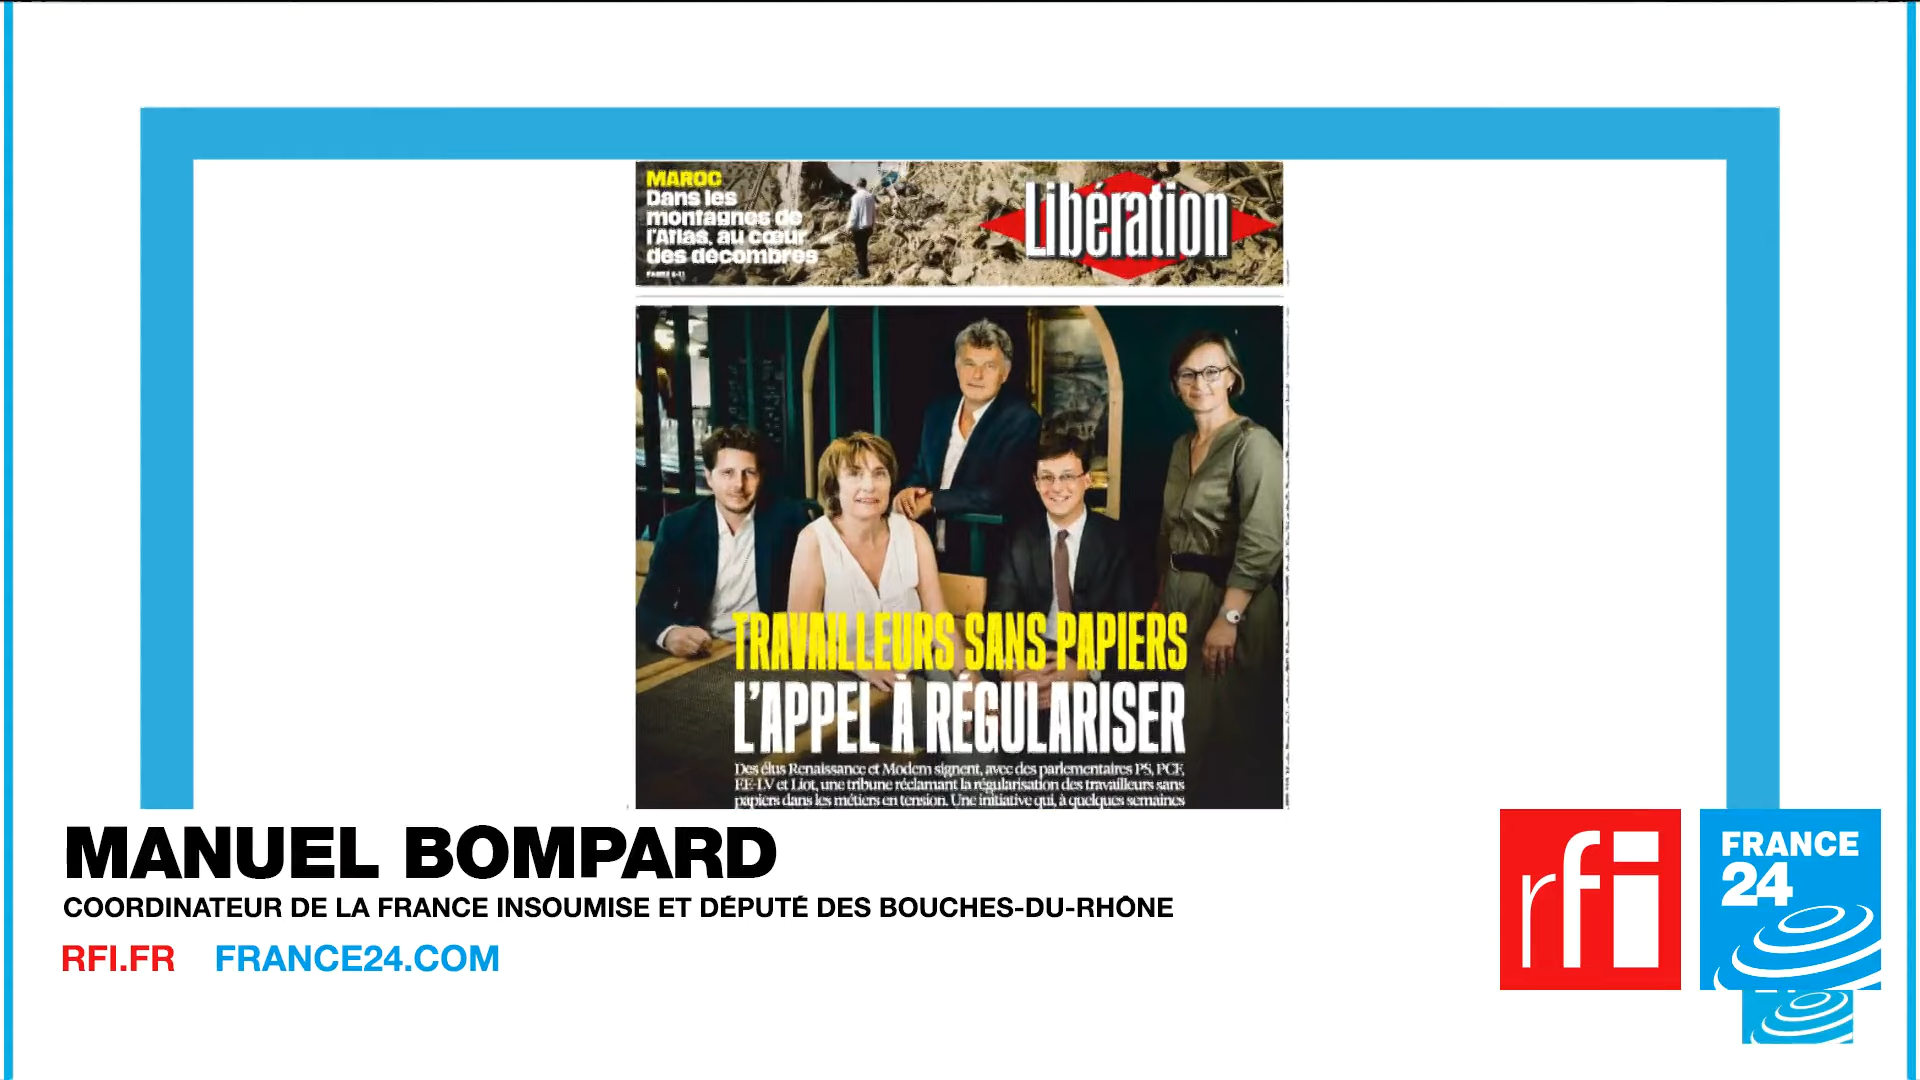 MAROC
Dans les
montagnes de
l'Atlas, au cœur
des décombres
Libération
TRAVAILLEURS SANS PAPIERS
L'APPEL À RÉGULARISER
Des élus Renaissance et Modem signent, avec des parlementaires PS, PCF,
EE-LV et Liot, une tribune réclamant la régularisation des travailleurs sans
papiers dans les métiers en tension. Une initiative qui, à quelques semaines
MANUEL BOMPARD
COORDINATEUR DE LA FRANCE INSOUMISE ET DÉPUTÉ DES BOUCHES-DU-RHÔNE
RFI.FR FRANCE24.COM
rfi
FRANCE
24